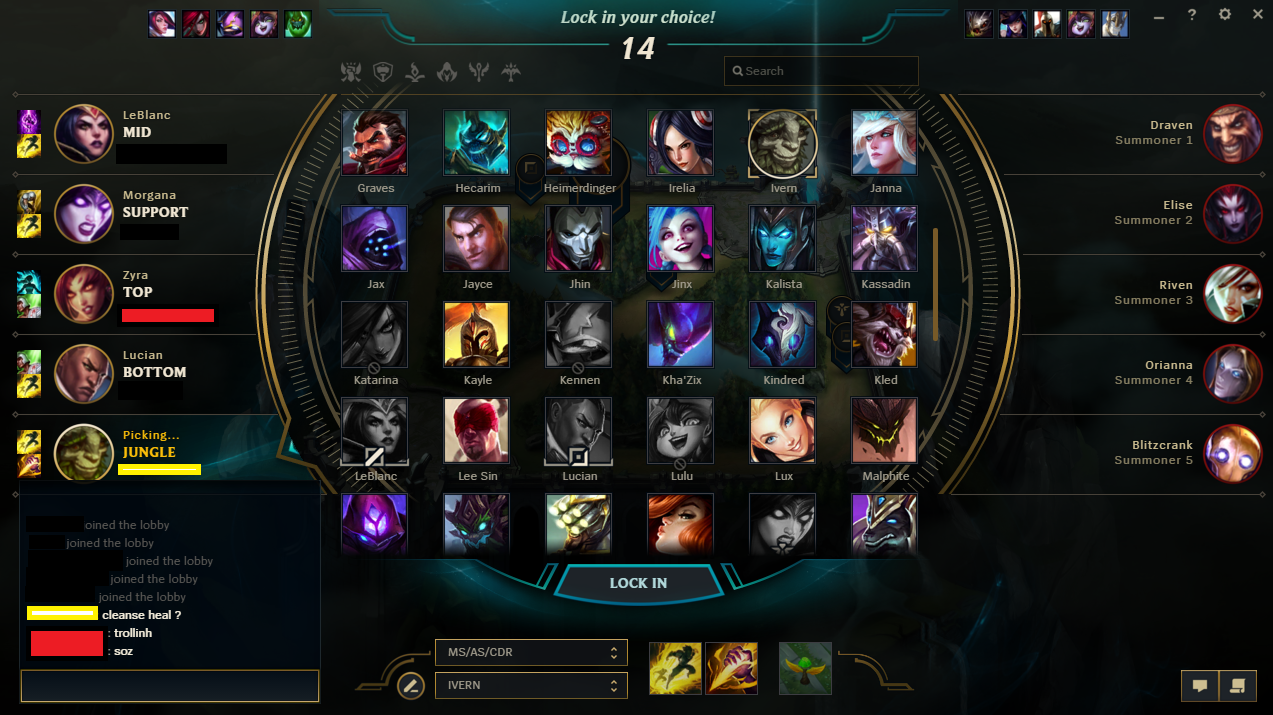 Lock in your choice!
14
?
Search
LeBlanc
MID
Morgana
SUPPORT
Zyra
TOP
Lucian
BOTTOM
Picking...
JUNGLE
Graves
Hecarim
Heimerdinger
Irelia
Ivern
Janna
Jax
Jayce
Jhin
Jinx
Kalista
Kassadin
Katarina
Kayle
Kennen
Kha'Zix
Kindred
Kled
LeBlanc
Lee Sin
Lucian
Lulu
Lux
Malphite
Draven
Summoner 1
Elise
Summoner 2
Riven
Summoner 3
Orianna
Summoner 4
Blitzcrank
Summoner 5
joined the lobby
joined the lobby
joined the lobby
joined the lobby
joined the lobby
cleanse heal ?
: trollinh
: soz
LOCK IN
MS/AS/CDR
IVERN